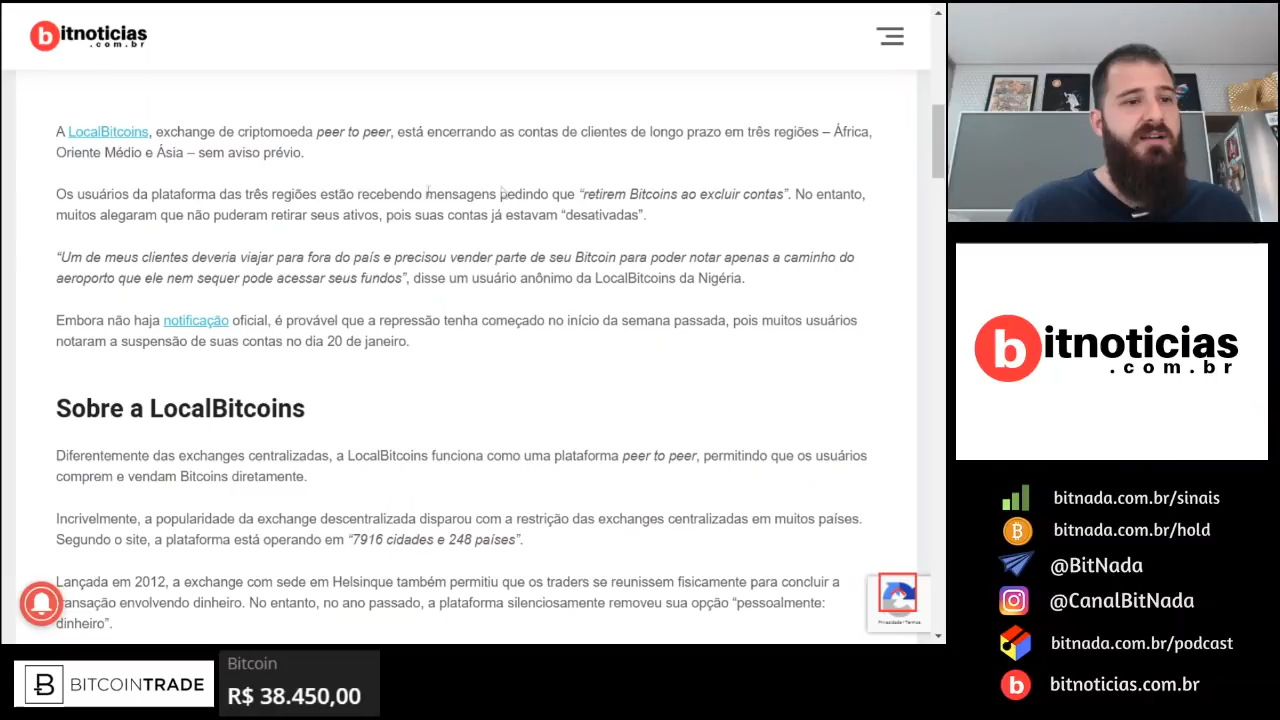 bitnoticias
.com.br
A LocalBitcoins, exchange de criptomoeda peer to peer, está encerrando as contas de clientes de longo prazo em três regiões – África,
Oriente Médio e Ásia – sem aviso prévio.
Os usuários da plataforma das três regiões estão recebendo mensagens pedindo que “retirem Bitcoins ao excluir contas”. No entanto,
muitos alegaram que não puderam retirar seus ativos, pois suas contas já estavam “desativadas”.
“Um de meus clientes deveria viajar para fora do país e precisou vender parte de seu Bitcoin para poder notar apenas a caminho do
aeroporto que ele nem sequer pode acessar seus fundos”, disse um usuário anônimo da LocalBitcoins da Nigéria.
Embora não haja notificação oficial, é provável que a repressão tenha começado no início da semana passada, pois muitos usuários
notaram a suspensão de suas contas no dia 20 de janeiro.
Sobre a LocalBitcoins
Diferentemente das exchanges centralizadas, a LocalBitcoins funciona como uma plataforma peer to peer, permitindo que os usuários
comprem e vendam Bitcoins diretamente.
Incrivelmente, a popularidade da exchange descentralizada disparou com a restrição das exchanges centralizadas em muitos países.
Segundo o site, a plataforma está operando em “7916 cidades e 248 países”.
Lançada em 2012, a exchange com sede em Helsinque também permitiu que os traders se reunissem fisicamente para concluir a
transação envolvendo dinheiro. No entanto, no ano passado, a plataforma silenciosamente removeu sua opção “pessoalmente:
dinheiro”.
Privacidade • Termos
BITCOINTRADE
Bitcoin
R$ 38.450,00
bitnoticias
.com.br
bitnada.com.br/sinais
bitnada.com.br/hold
@BitNada
@CanalBitNada
bitnada.com.br/podcast
bitnoticias.com.br